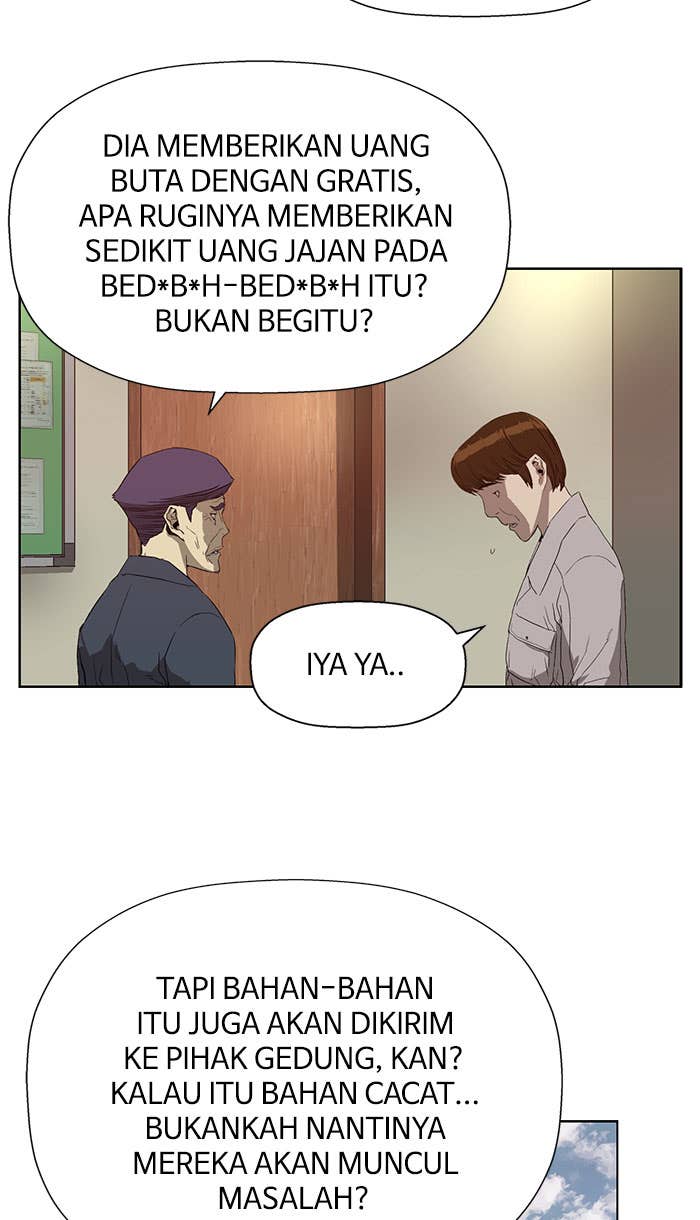 DIA MEMBERIKAN UANG
BUTA DENGAN GRATIS,
APA RUGINYA MEMBERIKAN
SEDIKIT UANG JAJAN PADA
BED*B*H-BED*B*H ITU?
BUKAN BEGITU?
IYA YA..
TAPI BAHAN-BAHAN
ITU JUGA AKAN DIKIRIM
KE PIHAK GEDUNG, KAN?
KALAU ITU BAHAN CACAT...
BUKANKAH NANTINYA
MEREKA AKAN MUNCUL
MASALAH?